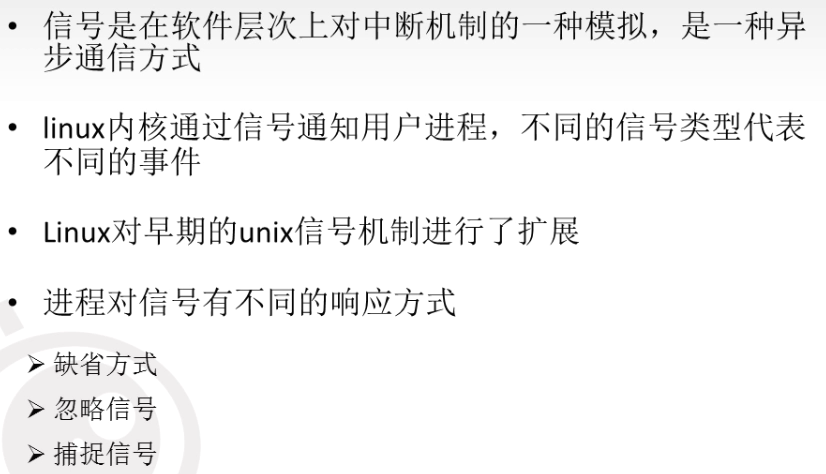 • 信号是在软件层次上对中断机制的一种模拟，是一种异
步通信方式
• linux内核通过信号通知用户进程，不同的信号类型代表
不同的事件
• Linux对早期的unix信号机制进行了扩展
• 进程对信号有不同的响应方式
➢ 缺省方式
➢ 忽略信号
➢ 捕捉信号